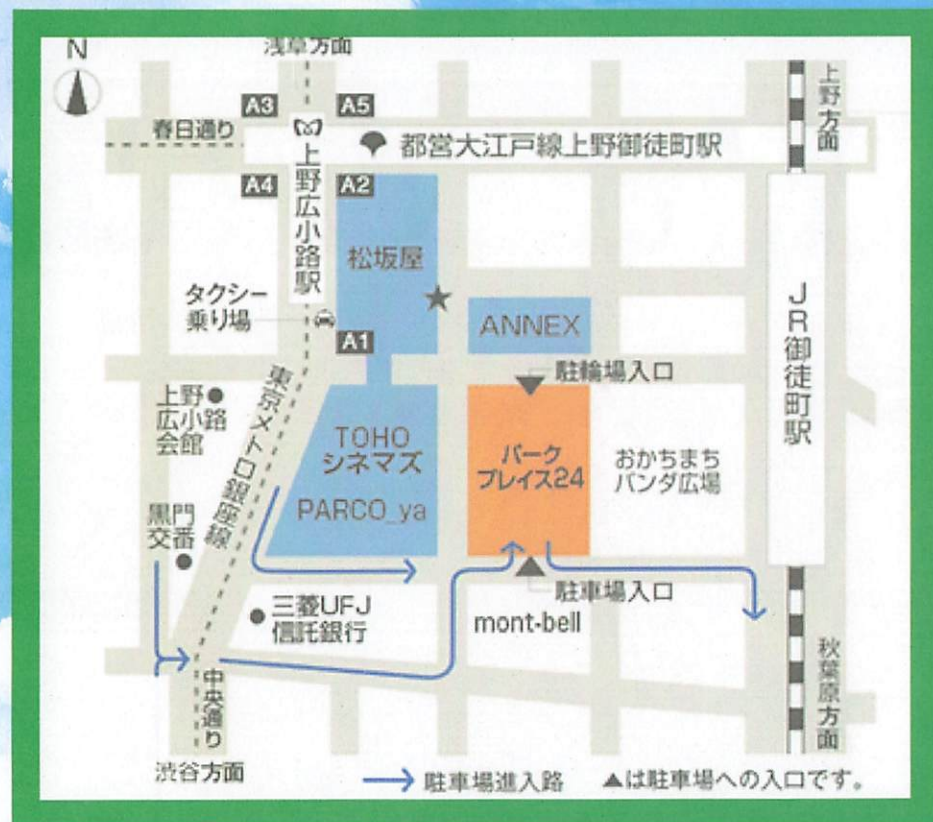 N
浅草方面
A3
A5
春日通り
都営大江戸線上野御徒町駅
上野方面
A4
A2
上野広小路駅
松坂屋
タクシー
乗り場
★
ANNEX
JR御徒町駅
A1
駐輪場入口
上野
広小路
会館
東京メトロ銀座線
TOHO
シネマズ
PARCO_ya
パーク
プレイス24
おかちまち
パンダ広場
黒門
交番
三菱UFJ
信託銀行
駐車場入口
mont-bell
中央通り
秋葉原方面
渋谷方面
→ 駐車場進入路
▲は駐車場への入口です。